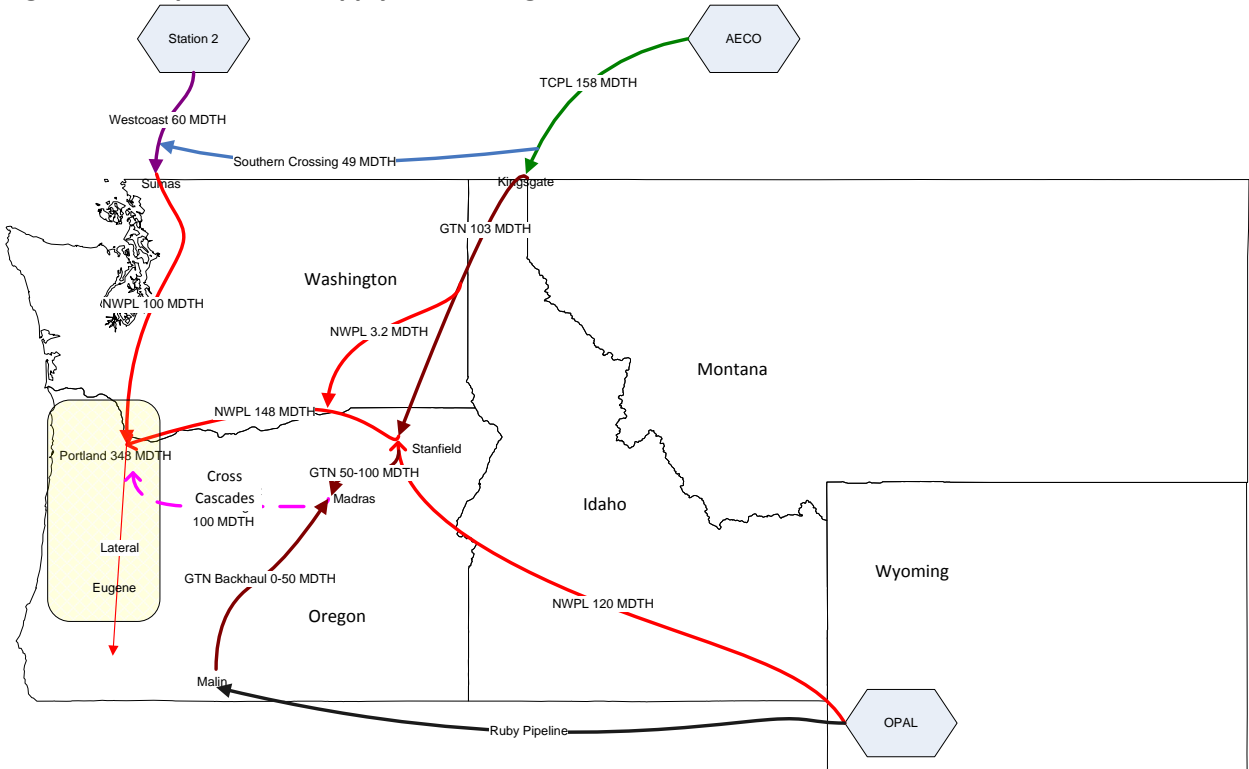 Station 2
AECO
TCPL 158 MDTH
Westcoast 60 MDTH
Southern Crossing 49 MDTH
Sumas
Kingsgate
GTN 103 MDTH
Washington
NWPL 100 MDTH
NWPL 3.2 MDTH
Montana
NWPL 148 MDTH
Stanfield
Portland 348 MDTH
GTN 50-100 MDTH
Cross
Cascades
100 MDTH
Madras
Idaho
Lateral
Eugene
GTN Backhaul 0-50 MDTH
Wyoming
NWPL 120 MDTH
Oregon
Malin
OPAL
Ruby Pipeline